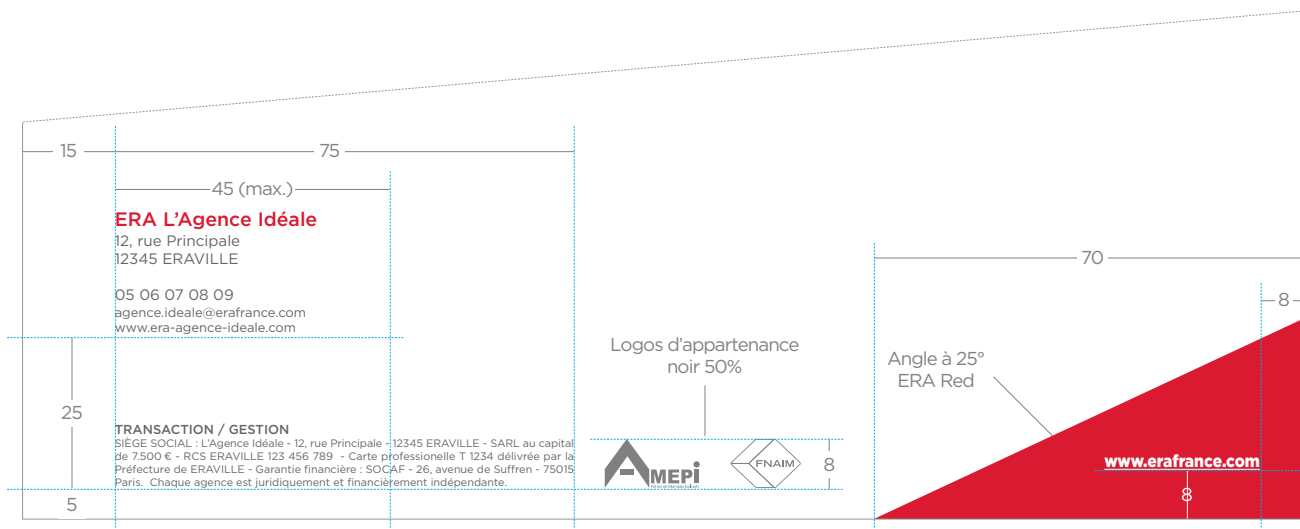 15
75
45 (max.)
ERA L'Agence Idéale
12, rue Principale
12345 ERAVILLE
05 06 07 08 09
agence.ideale@erafrance.com
www.era-agence-ideale.com
25
TRANSACTION / GESTION
SIÈGE SOCIAL : L'Agence Idéale - 12, rue Principale - 12345 ERAVILLE - SARL au capital
de 7.500 € - RCS ERAVILLE 123 456 789 - Carte professionelle T 1234 délivrée par la
Préfecture de ERAVILLE - Garantie financière : SOCAF - 26, avenue de Suffren - 75015
Paris. Chaque agence est juridiquement et financièrement indépendante.
5
Logos d'appartenance
noir 50%
AMEPi
FNAIM
8
70
8
Angle à 25°
ERA Red
www.erafrance.com
8